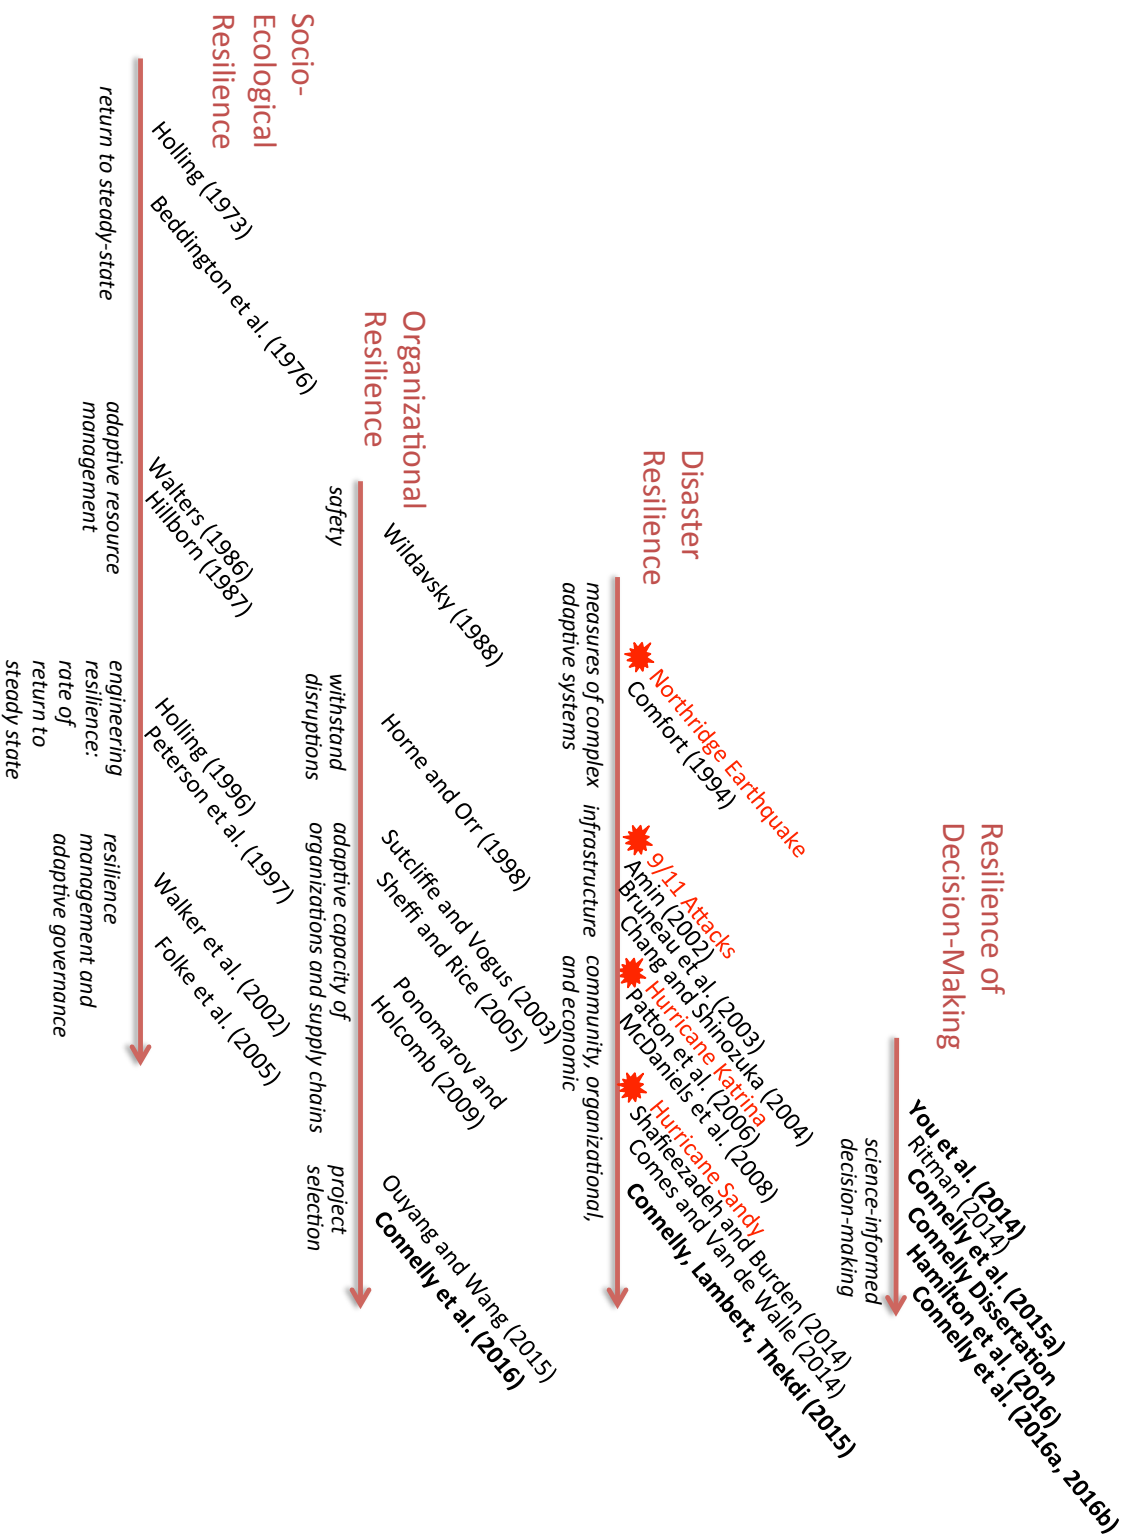 Resilience of
Decision-Making
You et al. (2014)
Ritman (2014)
Connelly et al. (2015a)
Connelly Dissertation
Hamilton et al. (2016)
Connelly et al. (2016a, 2016b)
science-informed
decision-making
Disaster
Resilience
Northridge Earthquake
Comfort (1994)
9/11 Attacks
Amin (2002)
Bruneau et al. (2003)
Chang and Shinozuka (2004)
Hurricane Katrina
Patton et al. (2006)
McDaniels et al. (2008)
Hurricane Sandy
Shafieezadeh and Burden (2014)
Comes and Van de Walle (2014)
Connelly, Lambert, Thekdi (2015)
measures of complex
adaptive systems
infrastructure
community, organizational,
and economic
Organizational
Resilience
Wildavsky (1988)
Horne and Orr (1998)
Sutcliffe and Vogus (2003)
Sheffi and Rice (2005)
Ponomarov and
Holcomb (2009)
Ouyang and Wang (2015)
Connelly et al. (2016)
safety
withstand
disruptions
adaptive capacity of
organizations and supply chains
project
selection
Socio-
Ecological
Resilience
Holling (1973)
Beddington et al. (1976)
Walters (1986)
Hillborn (1987)
Holling (1996)
Peterson et al. (1997)
Walker et al. (2002)
Folke et al. (2005)
return to steady-state
adaptive resource
management
engineering
resilience:
rate of
return to
steady state
resilience
management and
adaptive governance